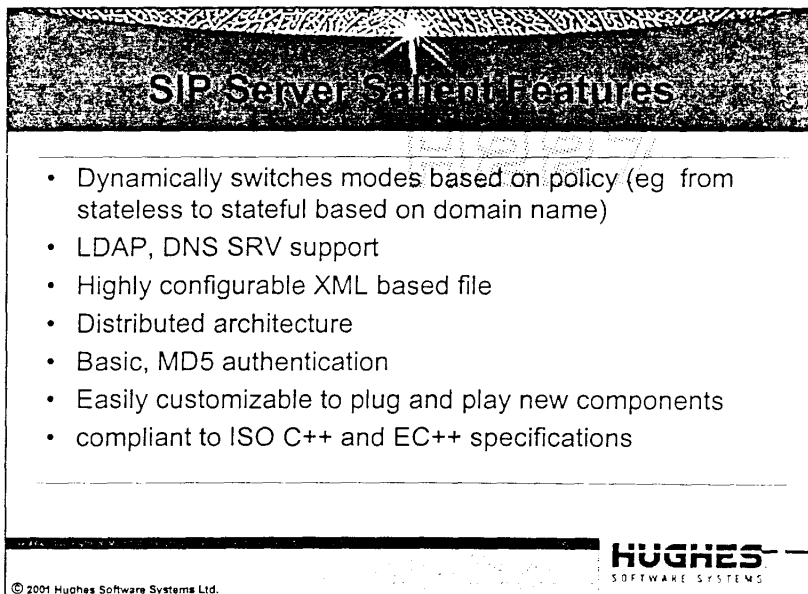 SIP Server Salient Features
• Dynamically switches modes based on policy (eg from
stateless to stateful based on domain name)
• LDAP, DNS SRV support
• Highly configurable XML based file
• Distributed architecture
• Basic, MD5 authentication
• Easily customizable to plug and play new components
• compliant to ISO C++ and EC++ specifications
HUGHES
SOFTWARE SYSTEMS
© 2001 Hughes Software Systems Ltd.